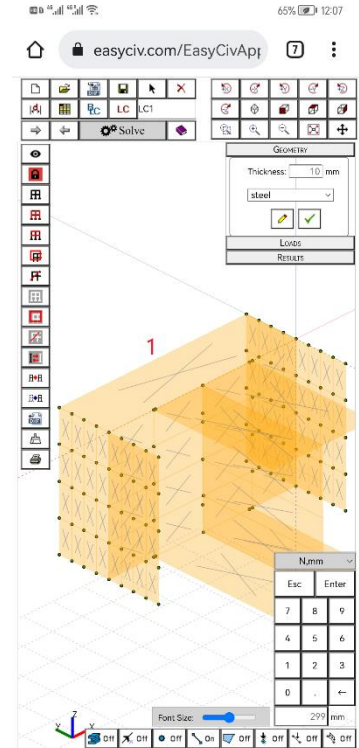 65% 12:07
easyciv.com/EasyCivApp
7
LC LC1
Solve
GEOMETRY
Thickness: 10 mm
steel
LOADS
RESULTS
1
N,mm
Esc Enter
7 8 9
4 5 6
1 2 3
0 . ←
299 mm
Font Size:
Z
Y X
Off Off Off On Off Off Off Off